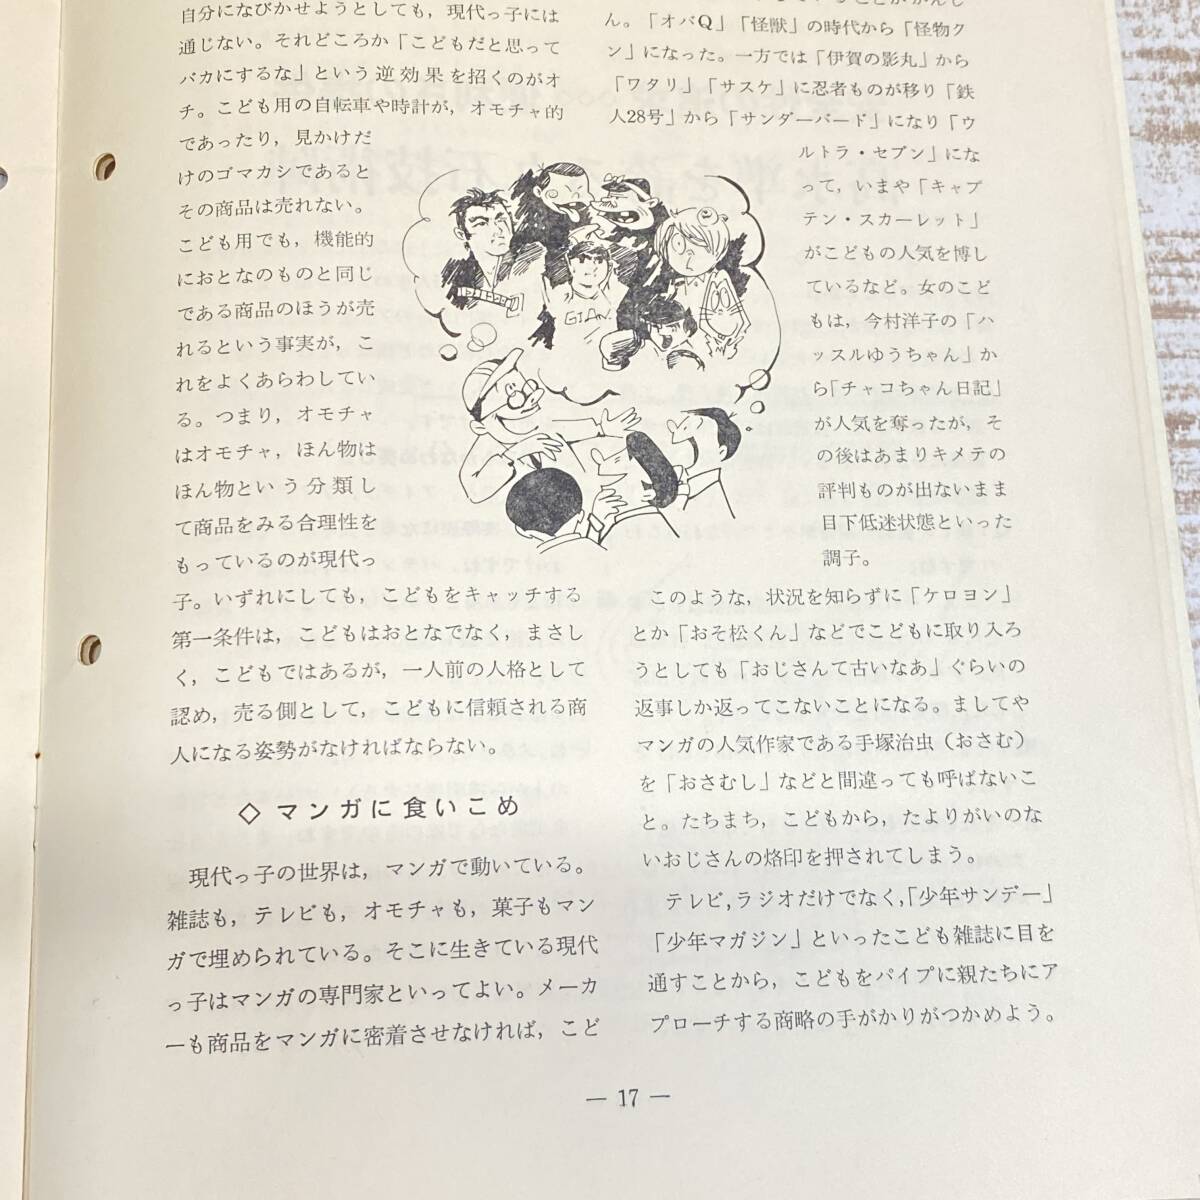 自分になびかせようとしても，現代っ子には
通じない。それどころか「こどもだと思って
バカにするな」という逆効果を招くのがオ
チ。こども用の自転車や時計が，オモチャ的
であったり，見かけだ
けのゴマカシであると
その商品は売れない。
こども用でも，機能的
におとなのものと同じ
である商品のほうが売
れるという事実が，こ
れをよくあらわしてい
る。つまり，オモチャ
はオモチャ，ほん物は
ほん物という分類し
て商品をみる合理性を
もっているのが現代っ
子。いずれにしても，こどもをキャッチする
第一条件は，こどもはおとなでなく，まさし
く，こどもではあるが，一人前の人格として
認め，売る側として，こどもに信頼される商
人になる姿勢がなければならない。
◇ マンガに食いこめ
現代っ子の世界は，マンガで動いている。
雑誌も，テレビも，オモチャも，菓子もマン
ガで埋められている。そこに生きている現代
っ子はマンガの専門家といってよい。メーカ
ーも商品をマンガに密着させなければ，こど
ん。「オバQ」「怪獣」の時代から「怪物ク
ン」になった。一方では「伊賀の影丸」から
「ワタリ」「サスケ」に忍者ものが移り「鉄
人28号」から「サンダーバード」になり「ウ
ルトラ・セブン」にな
って，いまや「キャプ
テン・スカーレット」
がこどもの人気を博し
ているなど。女のこど
もは，今村洋子の「ハ
ッスルゆうちゃん」か
ら「チャコちゃん日記」
が人気を奪ったが，そ
の後はあまりキメテの
評判ものが出ないまま
目下低迷状態といった
調子。
このような，状況を知らずに「ケロヨン」
とか「おそ松くん」などでこどもに取り入ろ
うとしても「おじさんて古いなあ」ぐらいの
返事しか返ってこないことになる。ましてや
マンガの人気作家である手塚治虫（おさむ）
を「おさむし」などと間違っても呼ばないこ
と。たちまち，こどもから，たよりがいのな
いおじさんの烙印を押されてしまう。
テレビ,ラジオだけでなく,「少年サンデー」
「少年マガジン」といったこども雑誌に目を
通すことから，こどもをパイプに親たちにア
プローチする商略の手がかりがつかめよう。
GIAN.
— 17 —